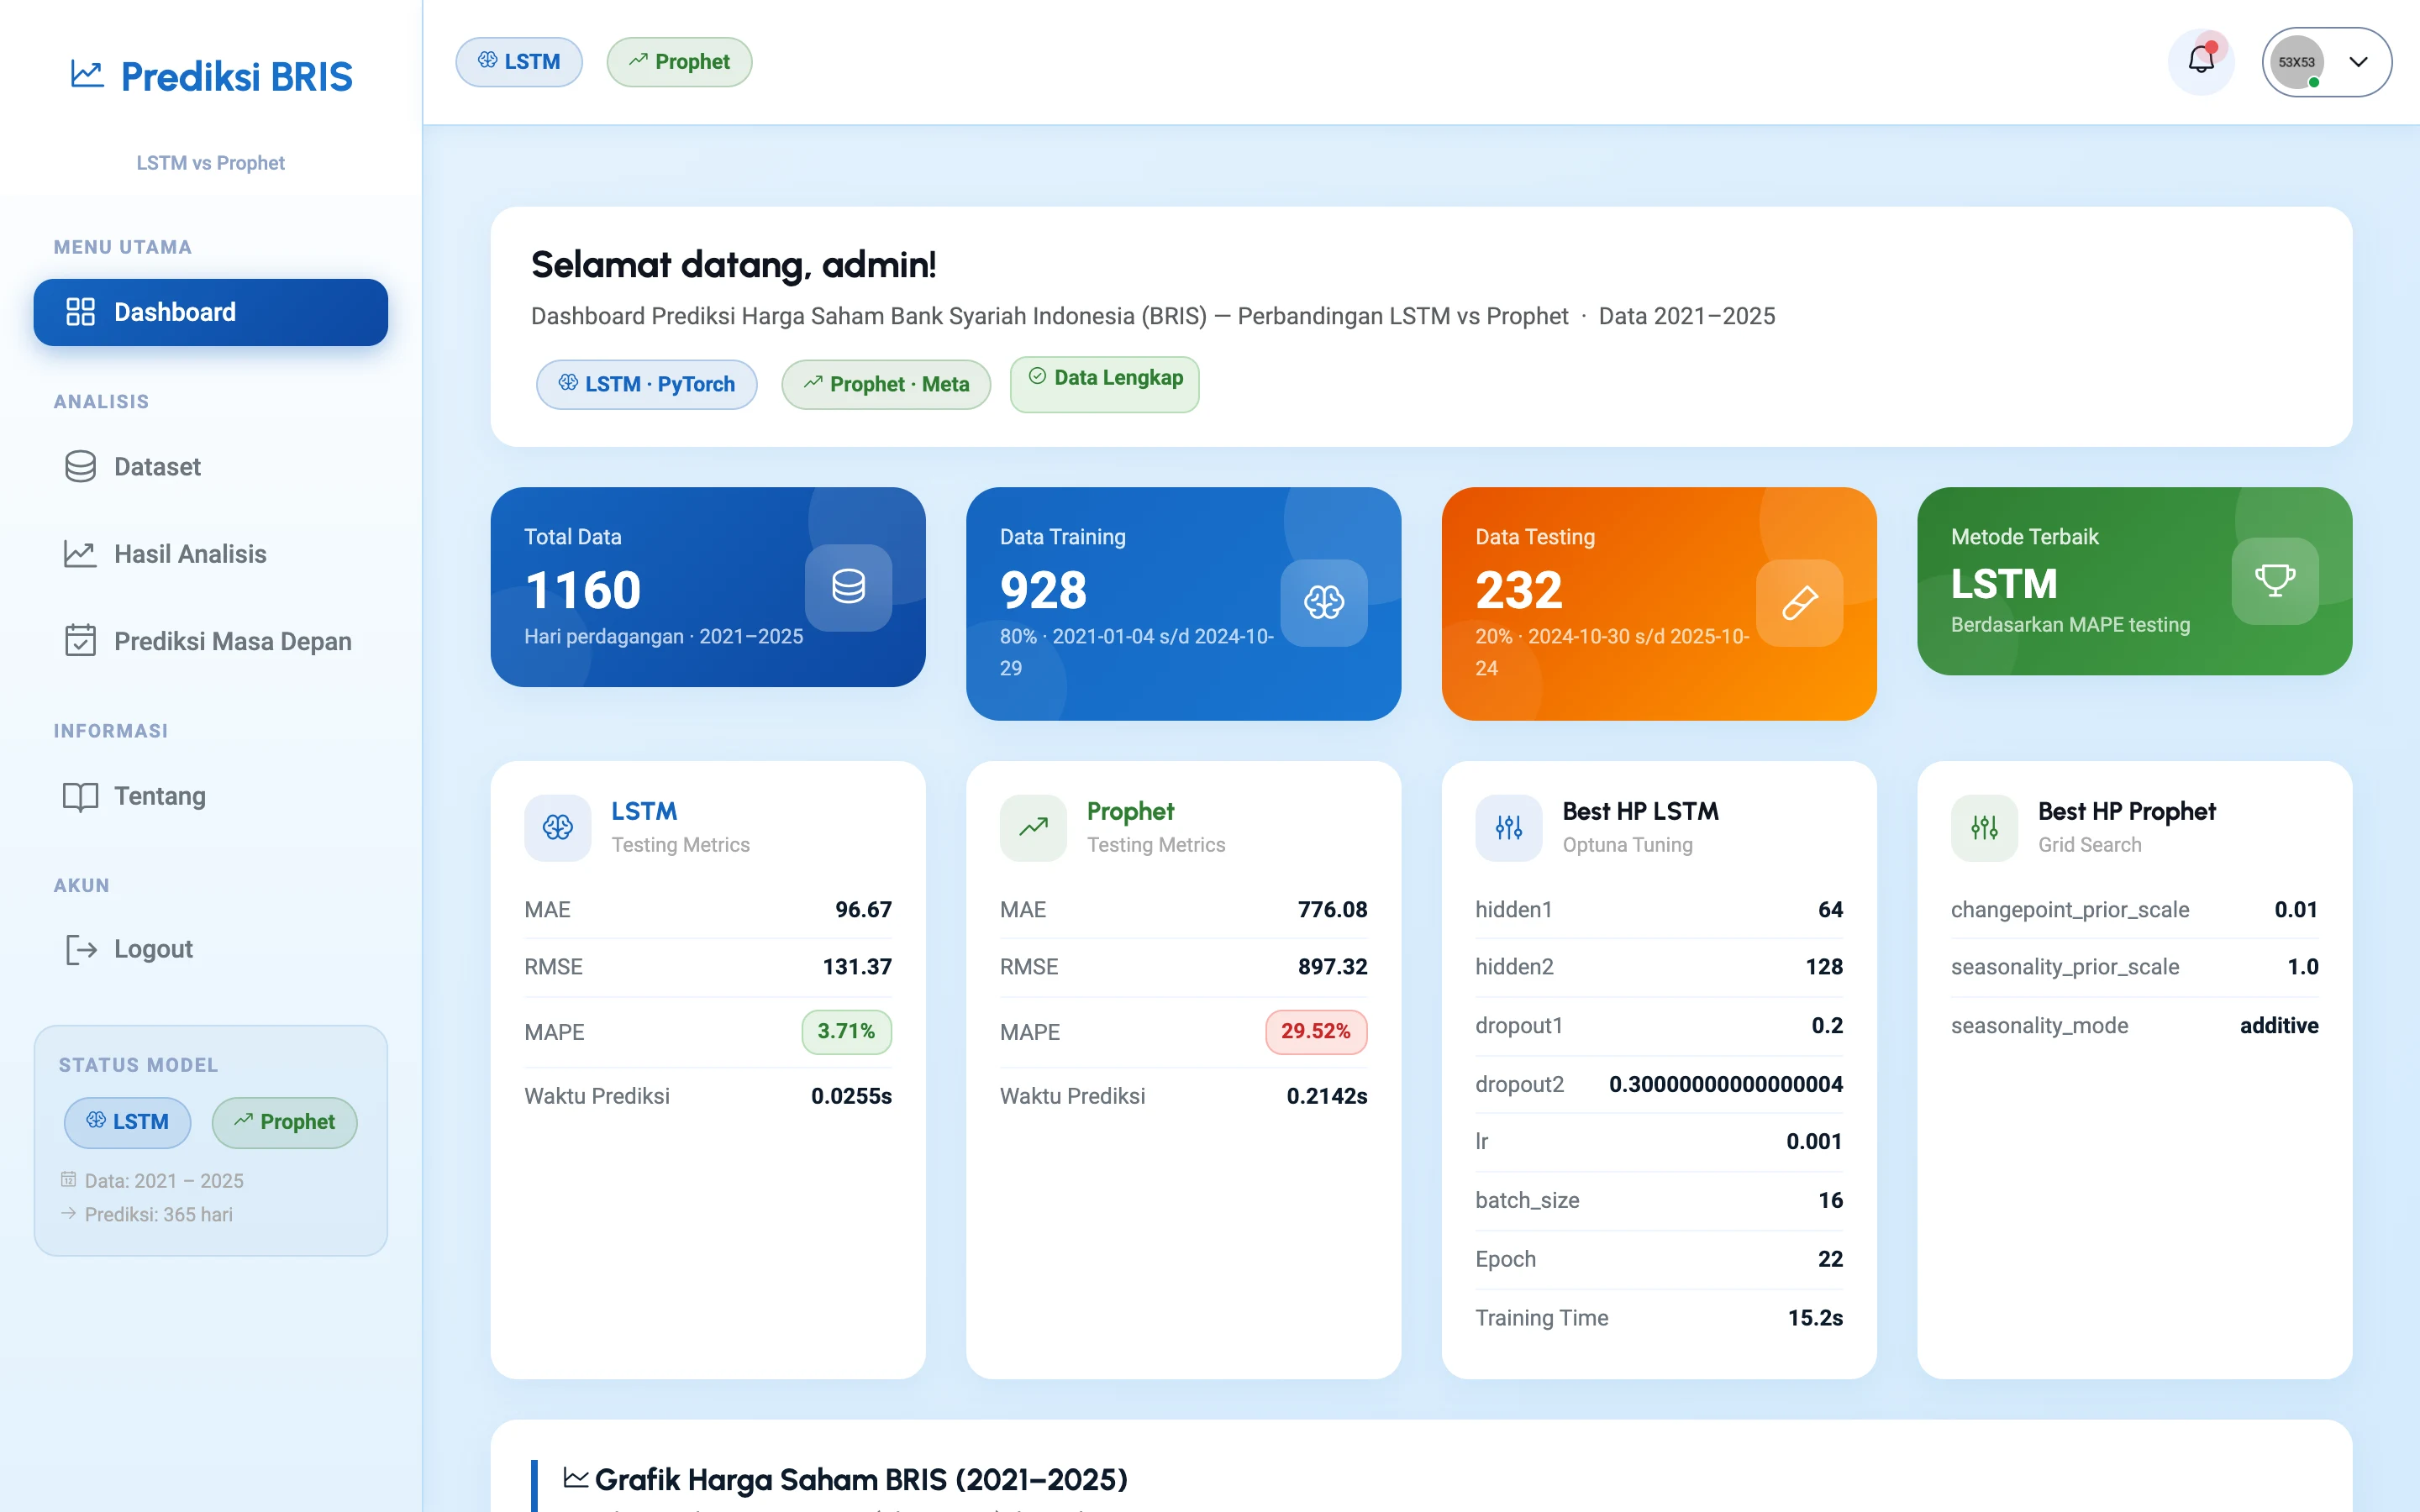 Prediksi BRIS
LSTM vs Prophet
MENU UTAMA
Dashboard
ANALISIS
Dataset
Hasil Analisis
Prediksi Masa Depan
INFORMASI
Tentang
AKUN
Logout
STATUS MODEL
LSTM
Prophet
Data: 2021 – 2025
Prediksi: 365 hari
LSTM
Prophet
53X53
Selamat datang, admin!
Dashboard Prediksi Harga Saham Bank Syariah Indonesia (BRIS) — Perbandingan LSTM vs Prophet · Data 2021–2025
LSTM · PyTorch
Prophet · Meta
Data Lengkap
Total Data
1160
Hari perdagangan · 2021–2025
Data Training
928
80% · 2021-01-04 s/d 2024-10-
29
Data Testing
232
20% · 2024-10-30 s/d 2025-10-
24
Metode Terbaik
LSTM
Berdasarkan MAPE testing
LSTM
Testing Metrics
MAE 96.67
RMSE 131.37
MAPE 3.71%
Waktu Prediksi 0.0255s
Prophet
Testing Metrics
MAE 776.08
RMSE 897.32
MAPE 29.52%
Waktu Prediksi 0.2142s
Best HP LSTM
Optuna Tuning
hidden1 64
hidden2 128
dropout1 0.2
dropout2 0.30000000000000004
lr 0.001
batch_size 16
Epoch 22
Training Time 15.2s
Best HP Prophet
Grid Search
changepoint_prior_scale 0.01
seasonality_prior_scale 1.0
seasonality_mode additive
Grafik Harga Saham BRIS (2021–2025)